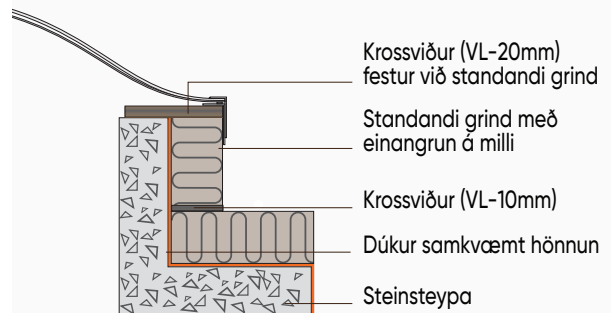 Krossviður (VL-20mm)
festur við standandi grind
Standandi grind með
einangrun á milli
Krossviður (VL-10mm)
Dúkur samkvæmt hönnun
Steinsteypa